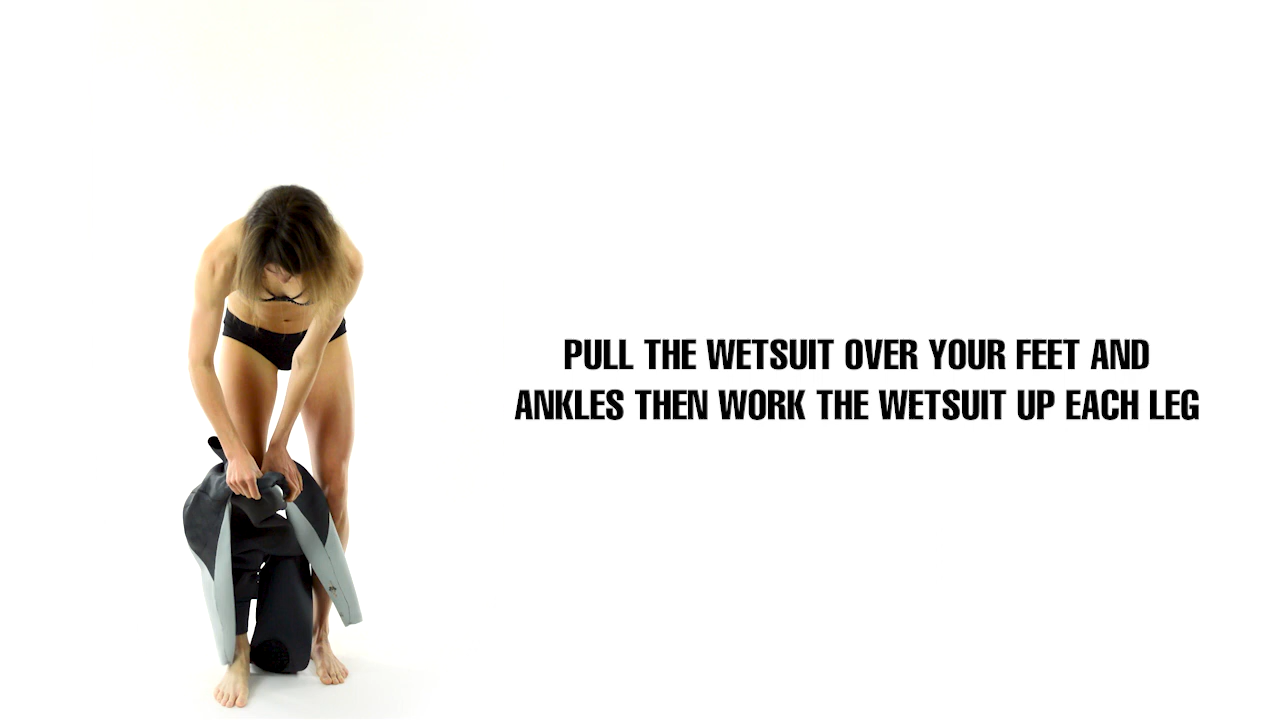 PULL THE WETSUIT OVER YOUR FEET AND
ANKLES THEN WORK THE WETSUIT UP EACH LEG